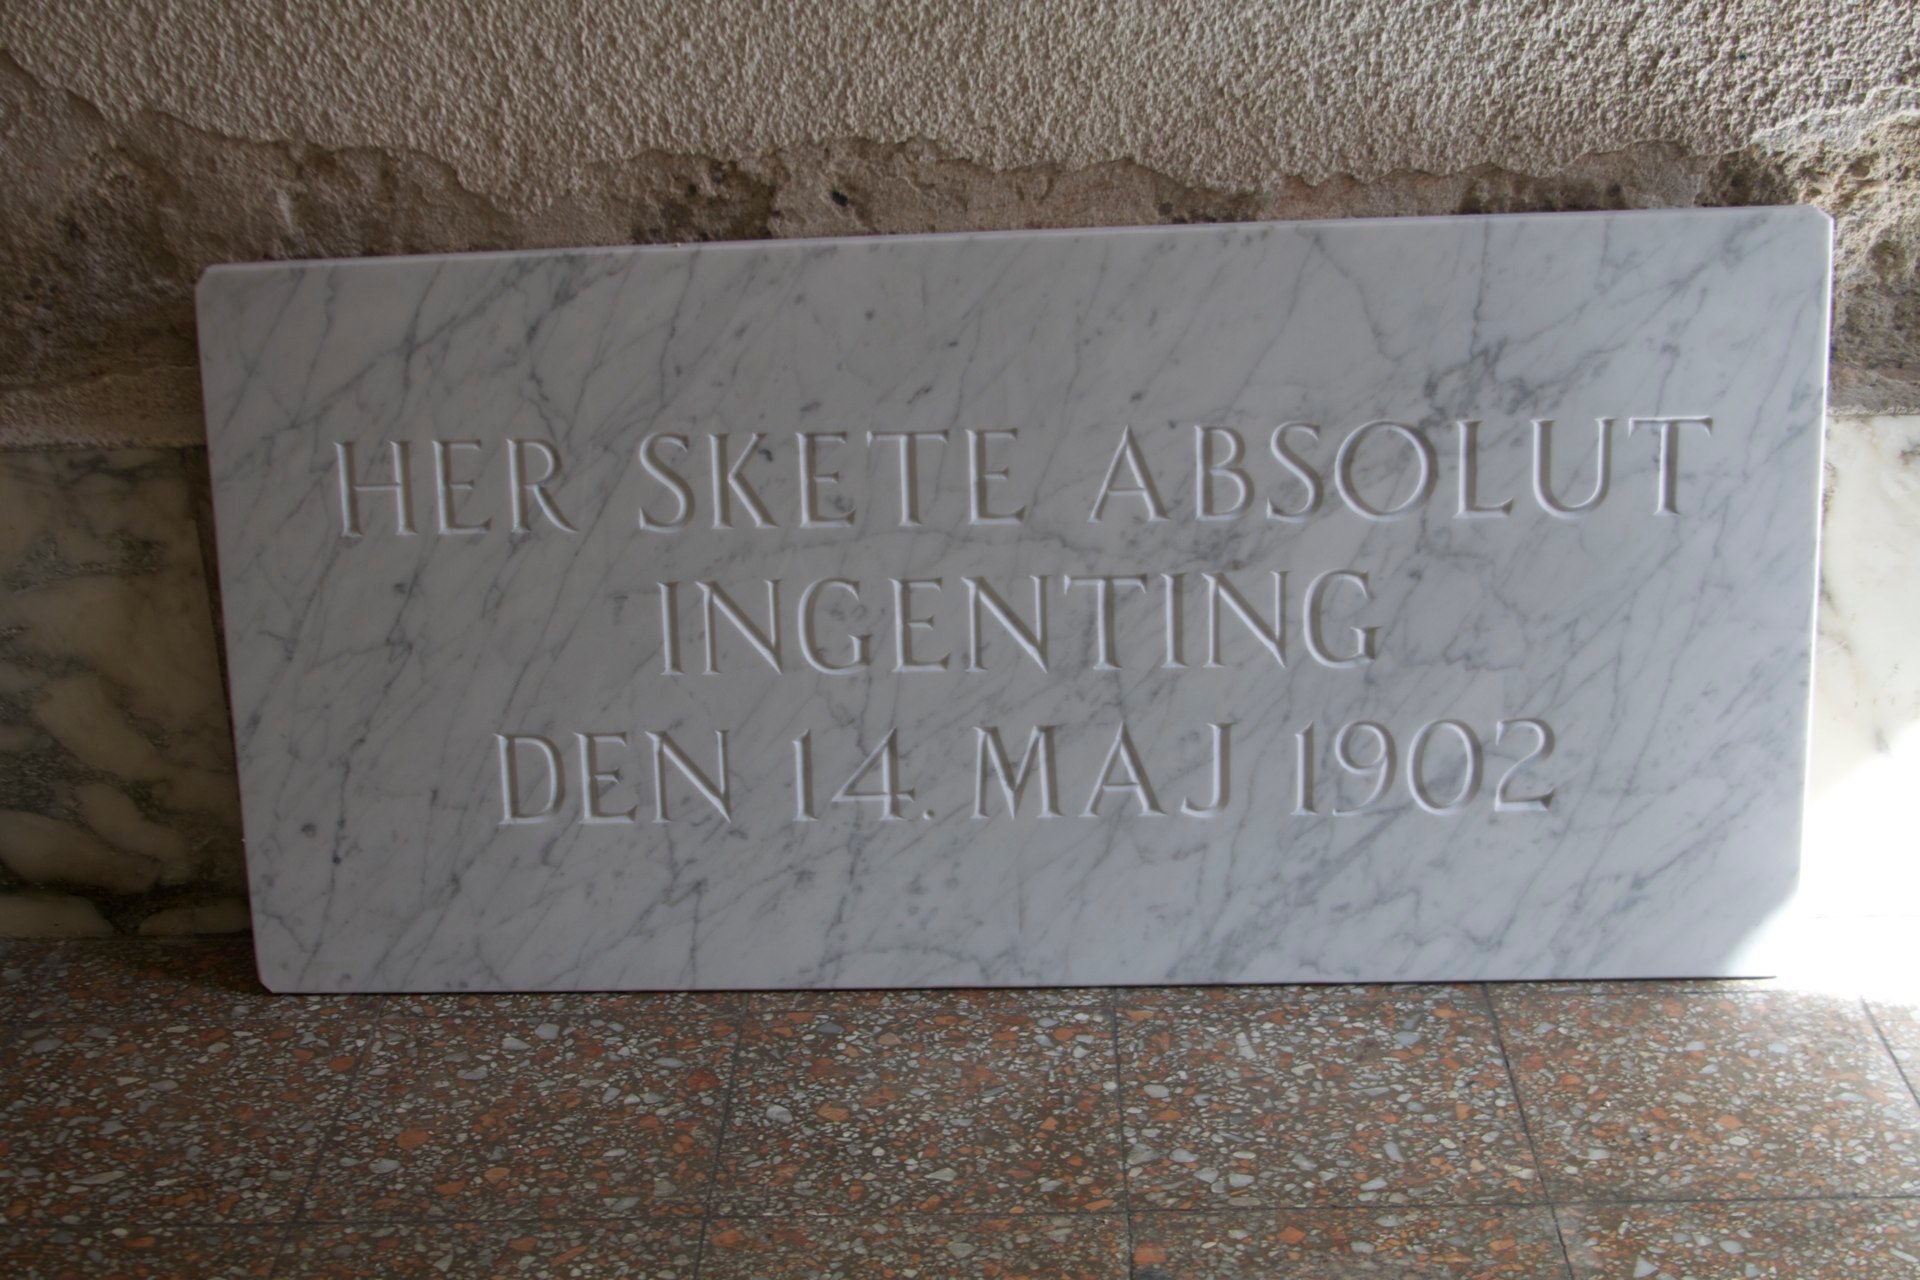 HER SKETE ABSOLUT
INGENTING
DEN 14. MAJ 1902